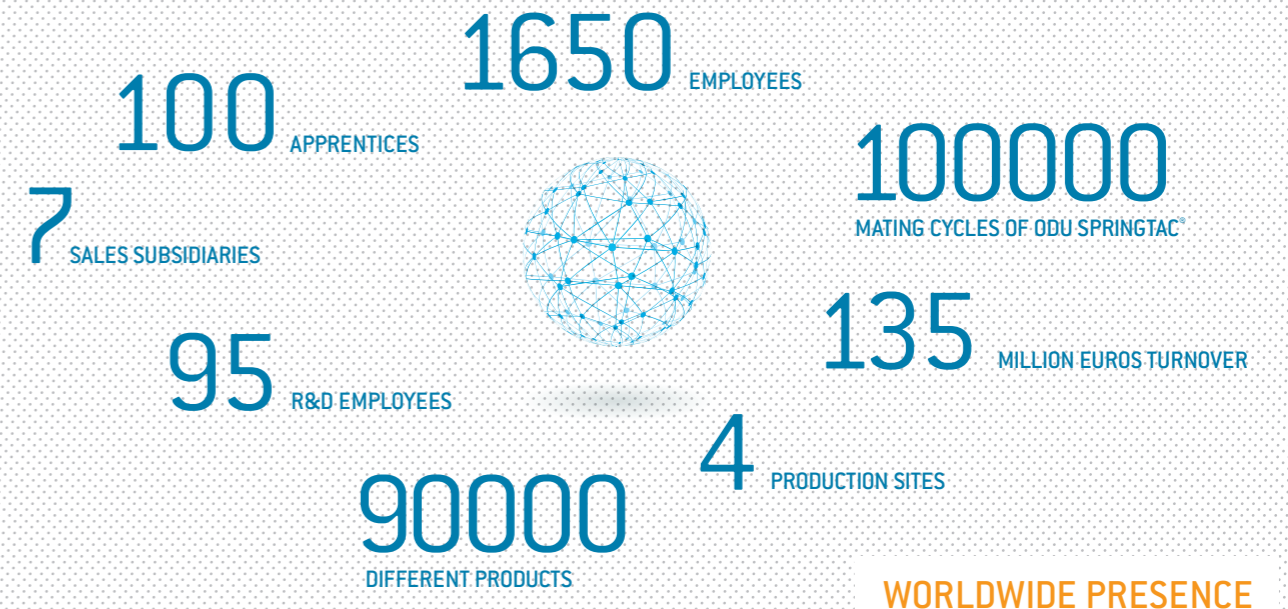 1650 EMPLOYEES
100 APPRENTICES
100000
MATING CYCLES OF ODU SPRINGTAC®
7 SALES SUBSIDIARIES
135 MILLION EUROS TURNOVER
95 R&D EMPLOYEES
4 PRODUCTION SITES
90000
DIFFERENT PRODUCTS
WORLDWIDE PRESENCE